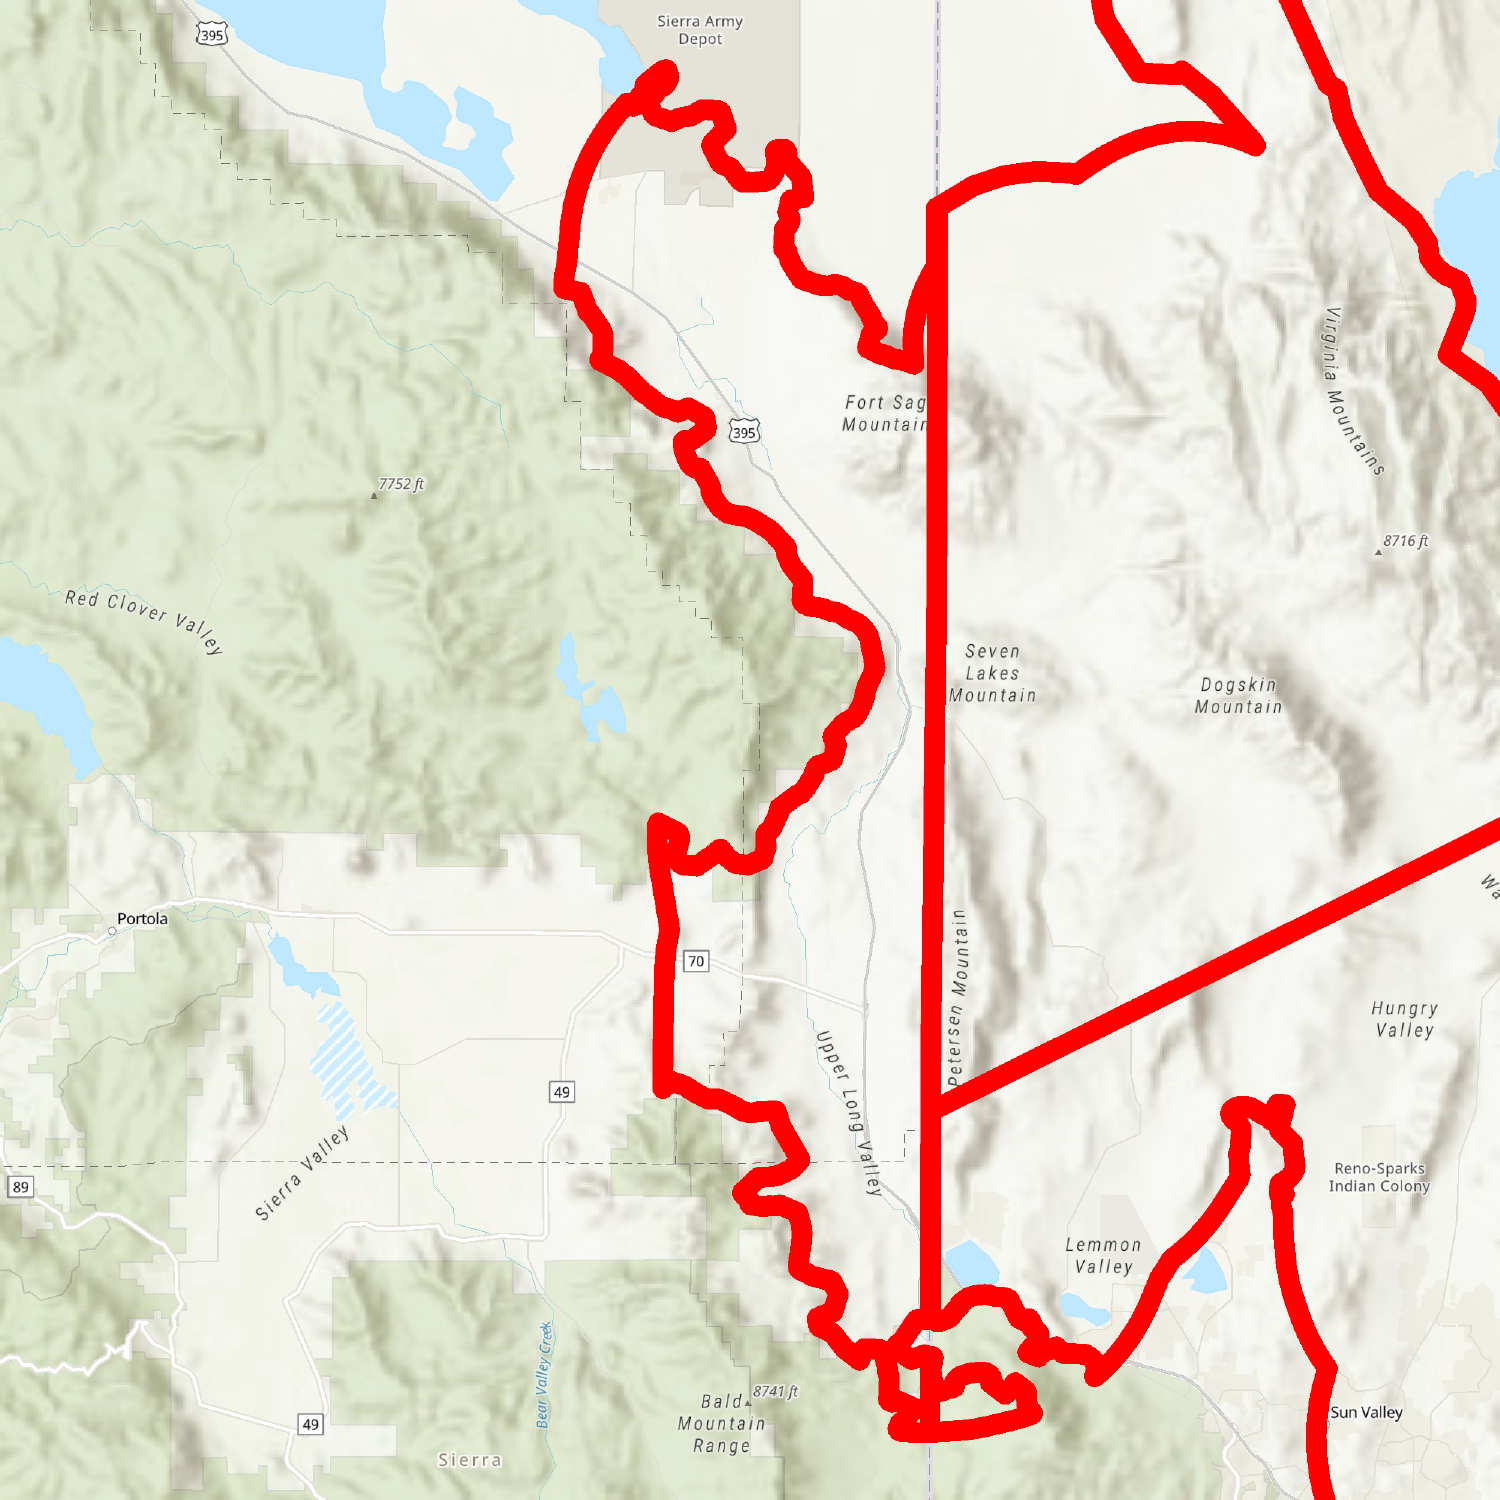 Sierra Army
Depot
395
Virginia Mountains
Fort Sag
Mountain
395
7752 ft
8716 ft
Red Clover Valley
Seven
Lakes
Mountain
Dogskin
Mountain
Portola
70
Petersen Mountain
Hungry
Valley
Upper Long Valley
49
Sierra Valley
Reno-Sparks
Indian Colony
89
Lemmon
Valley
Bear Valley Creek
8741 ft
Bald
Mountain
Range
Sun Valley
49
Sierra